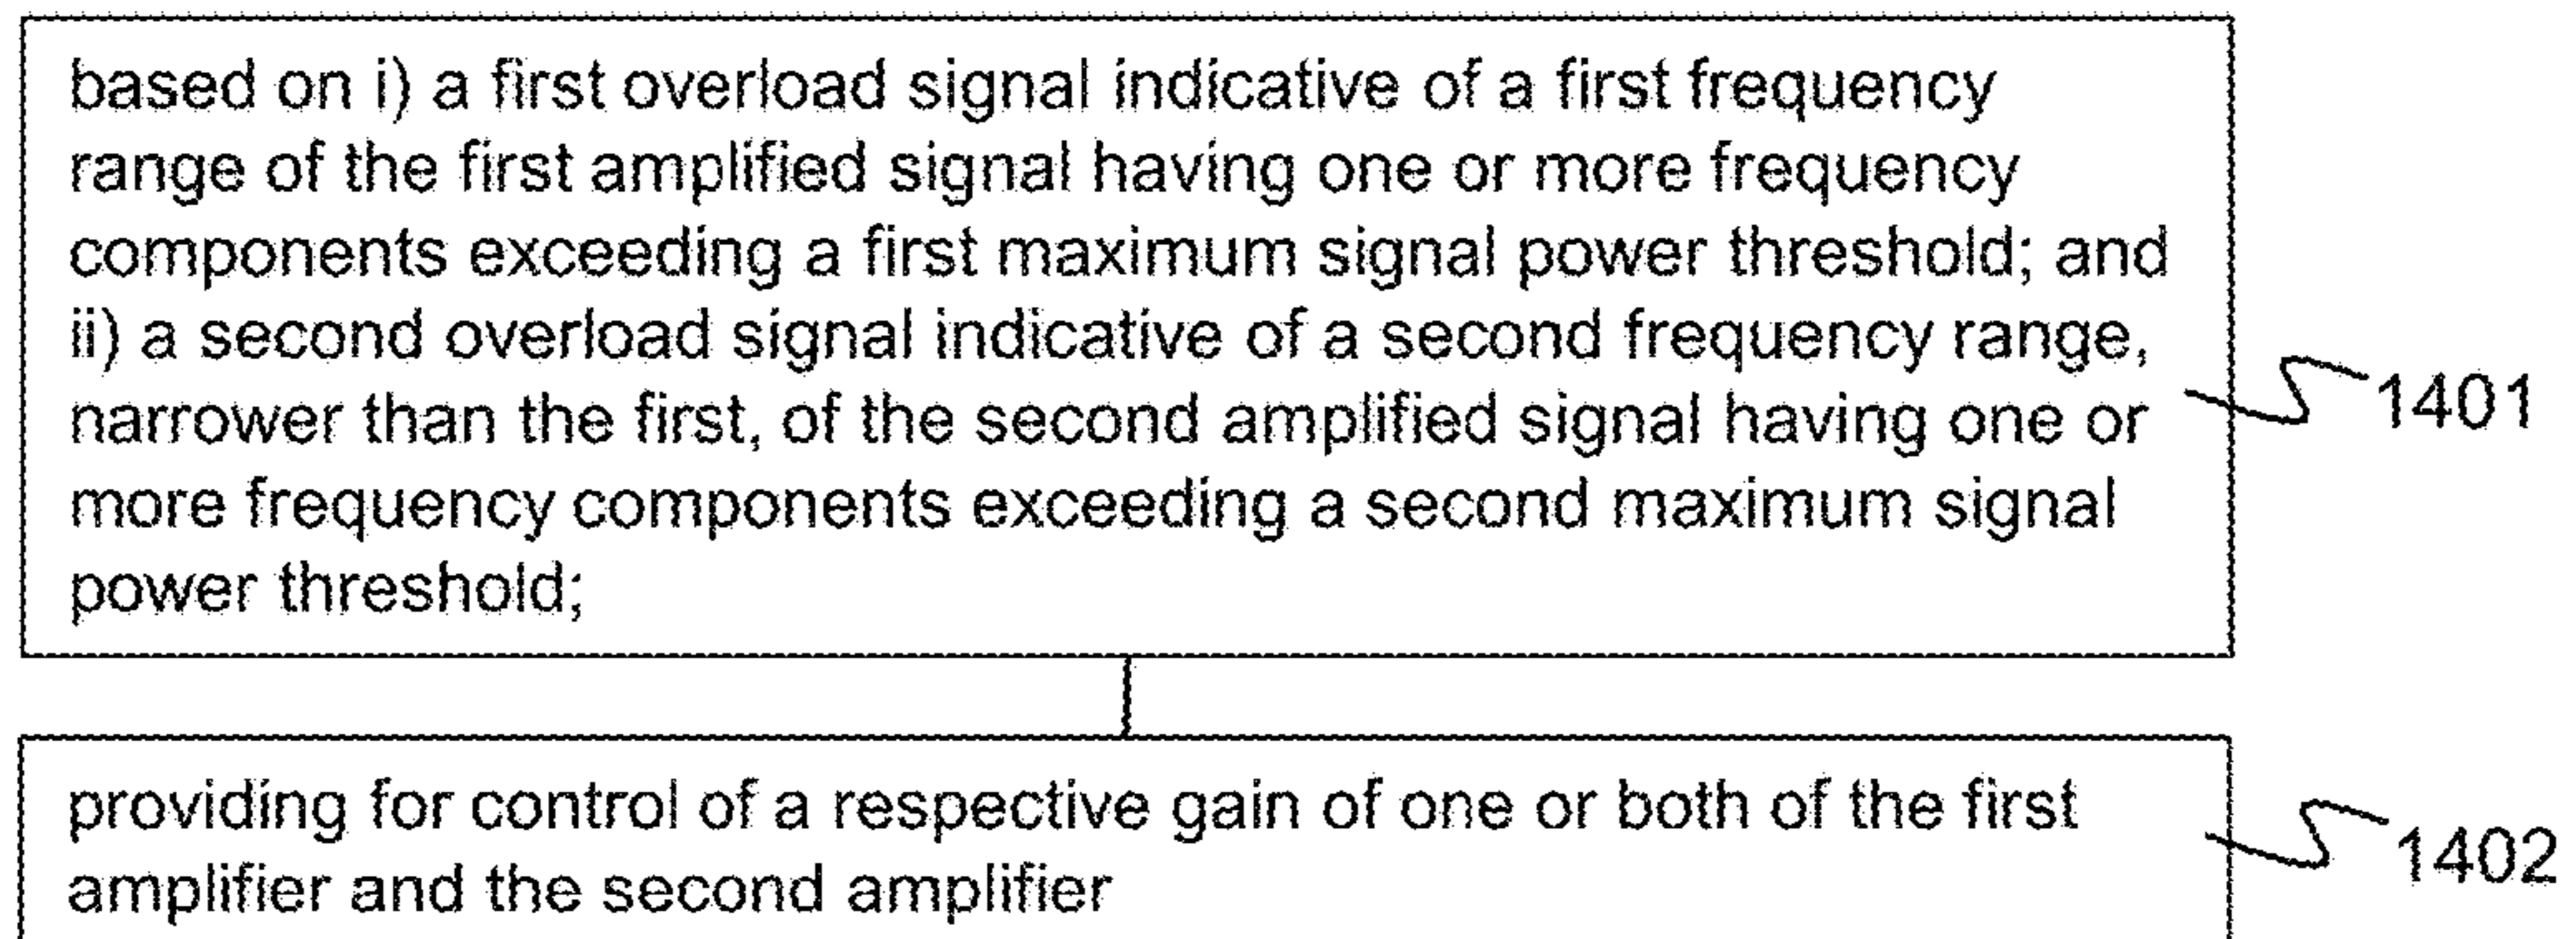 based on i) a first overload signal indicative of a first frequency
range of the first amplified signal having one or more frequency
components exceeding a first maximum signal power threshold; and
ii) a second overload signal indicative of a second frequency range,
narrower than the first, of the second amplified signal having one or
more frequency components exceeding a second maximum signal
power threshold;
1401
providing for control of a respective gain of one or both of the first
amplifier and the second amplifier
1402